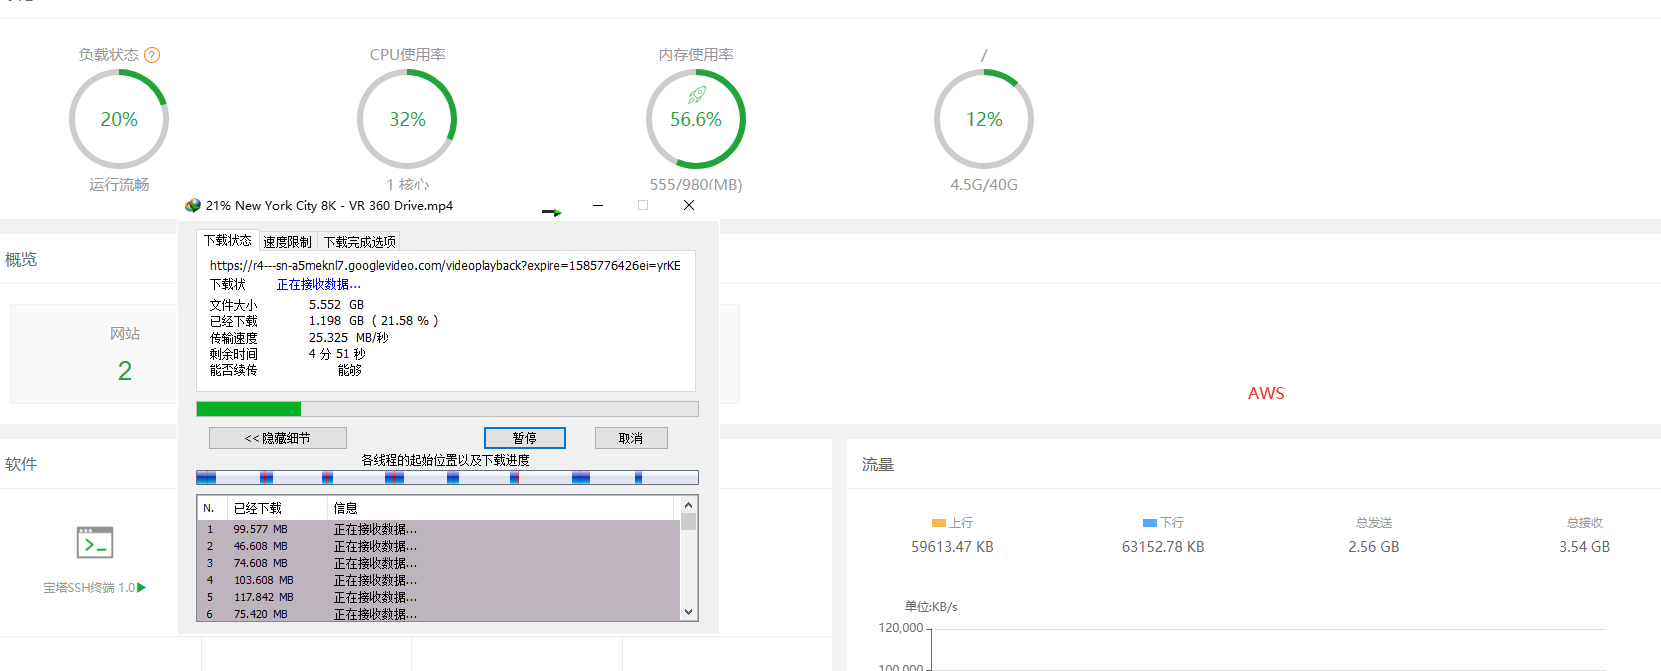 负载状态 ?
CPU使用率
内存使用率
/
20%
32%
56.6%
12%
运行流畅
1 核心
555/980(MB)
4.5G/40G
21% New York City 8K - VR 360 Drive.mp4
下载状态 速度限制 下载完成选项
https://r4---sn-a5meknl7.googlevideo.com/videoplayback?expire=1585776426ei=yrKE
下载状 正在接收数据...
文件大小 5.552 GB
已经下载 1.198 GB ( 21.58 % )
传输速度 25.325 MB/秒
剩余时间 4 分 51 秒
能否续传 能够
<< 隐藏细节 暂停 取消
各线程的起始位置以及下载进度
N. 已经下载 信息
1 99.577 MB 正在接收数据...
2 46.608 MB 正在接收数据...
3 74.608 MB 正在接收数据...
4 103.608 MB 正在接收数据...
5 117.842 MB 正在接收数据...
6 75.420 MB 正在接收数据...
概览
网站
2
AWS
软件
宝塔SSH终端 1.0
流量
上行 下行 总发送 总接收
59613.47 KB 63152.78 KB 2.56 GB 3.54 GB
单位:KB/s
120,000
100,000